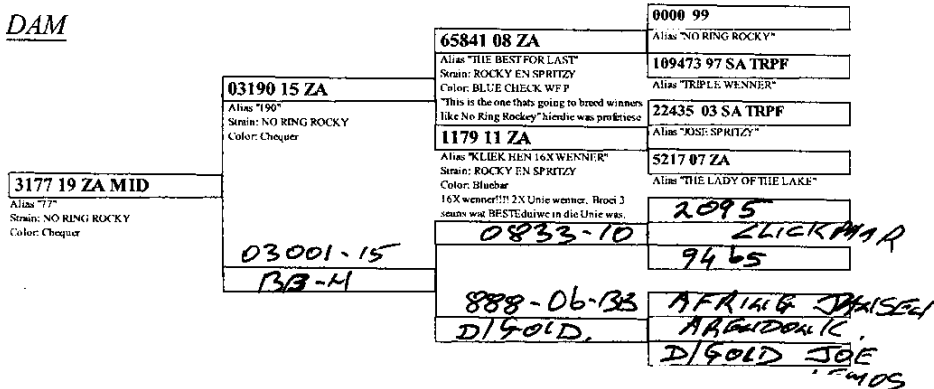 DAM
0000 99
Alias "NO RING ROCKY"
65841 08 ZA
Alias "THE BEST FOR LAST"
Strain: ROCKY EN SPRITZY
Color: BLUE CHECK WF P
"This is the one thats going to breed winners
like No Ring Rockey" hierdie was profetiese
109473 97 SA TRPF
Alias "TRIPLE WENNER"
03190 15 ZA
Alias "190"
Strain: NO RING ROCKY
Color: Chequer
22435 03 SA TRPF
Alias "JOSE SPRITZY"
1179 11 ZA
Alias "KLIEK HEN 16X WENNER"
Strain: ROCKY EN SPRITZY
Color: Bluebar
16X wenner!!!! 2X Unie wenner. Broei 3
seuns wat BESTEduiwe in die Unie was.
5217 07 ZA
Alias "THE LADY OF THE LAKE"
3177 19 ZA MID
Alias "77"
Strain: NO RING ROCKY
Color: Chequer
2095
0833-10
9465
03001-15
BB-H
888-06-BB
D/GOLD.
ARENDONK
D/GOLD JOE